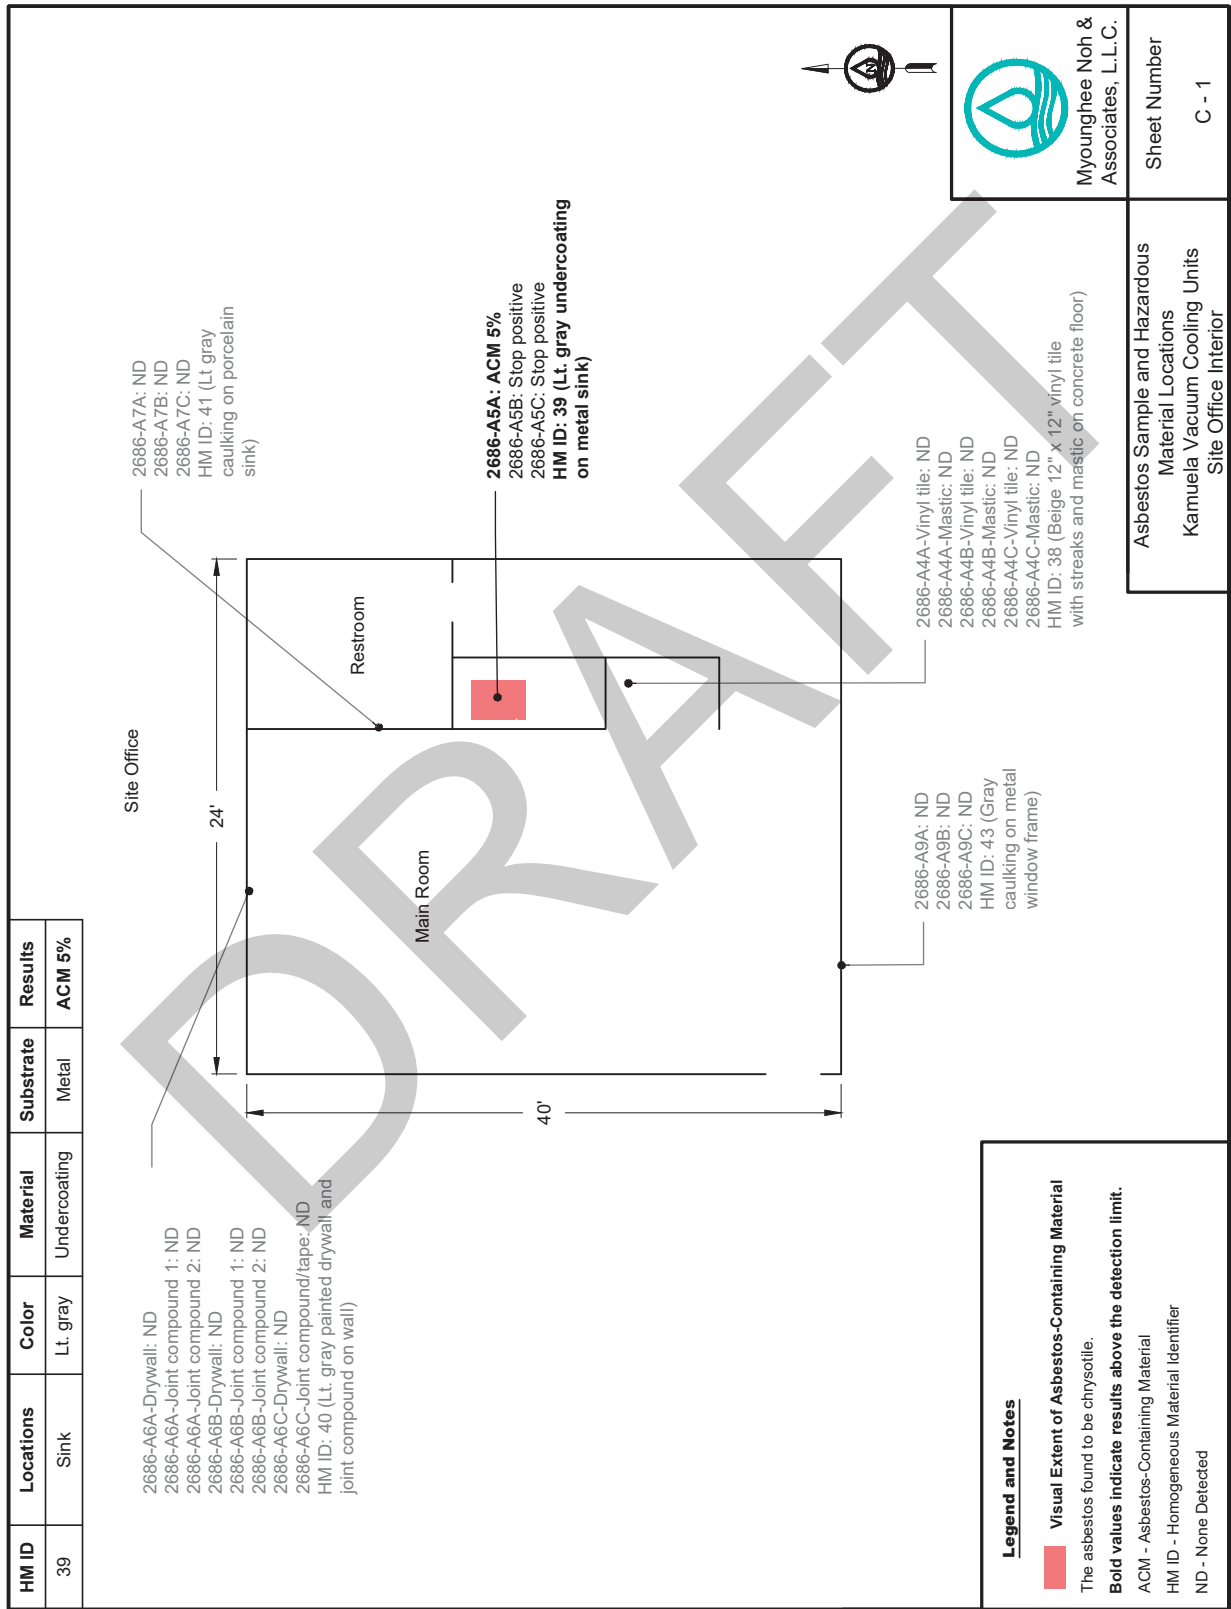 HM ID Locations Color Material Substrate Results
39 Sink Lt. gray Undercoating Metal ACM 5%
2686-A6A-Drywall: ND
2686-A6A-Joint compound 1: ND
2686-A6A-Joint compound 2: ND
2686-A6B-Drywall: ND
2686-A6B-Joint compound 1: ND
2686-A6B-Joint compound 2: ND
2686-A6C-Drywall: ND
2686-A6C-Joint compound/tape: ND
HM ID: 40 (Lt. gray painted drywall and
joint compound on wall)
Site Office
24'
40'
Main Room
Restroom
2686-A7A: ND
2686-A7B: ND
2686-A7C: ND
HM ID: 41 (Lt gray
caulking on porcelain
sink)
2686-A5A: ACM 5%
2686-A5B: Stop positive
2686-A5C: Stop positive
HM ID: 39 (Lt. gray undercoating
on metal sink)
2686-A9A: ND
2686-A9B: ND
2686-A9C: ND
HM ID: 43 (Gray
caulking on metal
window frame)
2686-A4A-Vinyl tile: ND
2686-A4A-Mastic: ND
2686-A4B-Vinyl tile: ND
2686-A4B-Mastic: ND
2686-A4C-Vinyl tile: ND
2686-A4C-Mastic: ND
HM ID: 38 (Beige 12" x 12" vinyl tile
with streaks and mastic on concrete floor)
DRAFT
N
Legend and Notes
Visual Extent of Asbestos-Containing Material
The asbestos found to be chrysotile.
Bold values indicate results above the detection limit.
ACM - Asbestos-Containing Material
HM ID - Homogeneous Material Identifier
ND - None Detected
Asbestos Sample and Hazardous
Material Locations
Kamuela Vacuum Cooling Units
Site Office Interior
Myounghee Noh &
Associates, L.L.C.
Sheet Number
C - 1